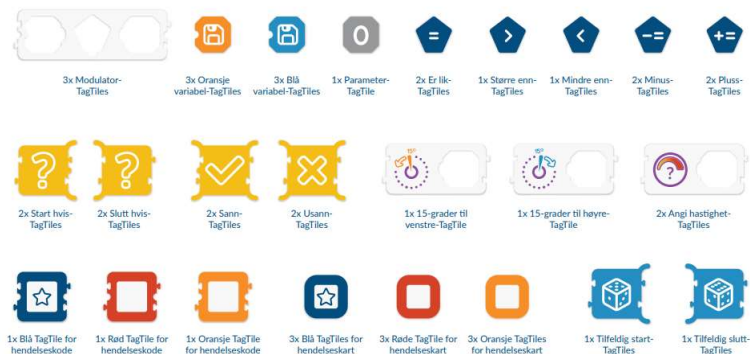 3x Modulator-
TagTiles
3x Oransje
variabel-TagTiles
3x Blå
variabel-TagTiles
0
1x Parameter-
TagTile
=
2x Er lik-
TagTiles
>
1x Større enn-
TagTiles
<
1x Mindre enn-
TagTiles
-=
2x Minus-
TagTiles
+=
2x Pluss-
TagTiles
?
2x Start hvis-
TagTiles
?
2x Slutt hvis-
TagTiles
2x Sann-
TagTiles
2x Usann-
TagTiles
15º
1x 15-grader til
venstre-TagTile
15º
1x 15-grader til høyre-
TagTile
?
2x Angi hastighet-
TagTiles
1x Blå TagTile for
hendelseskode
1x Rød TagTile for
hendelseskode
1x Oransje TagTile
for hendelseskode
3x Blå TagTiles for
hendelseskart
3x Røde TagTile for
hendelseskart
3x Oransje TagTiles
for hendelseskart
1x Tilfeldig start-
TagTiles
1x Tilfeldig slutt-
TagTiles